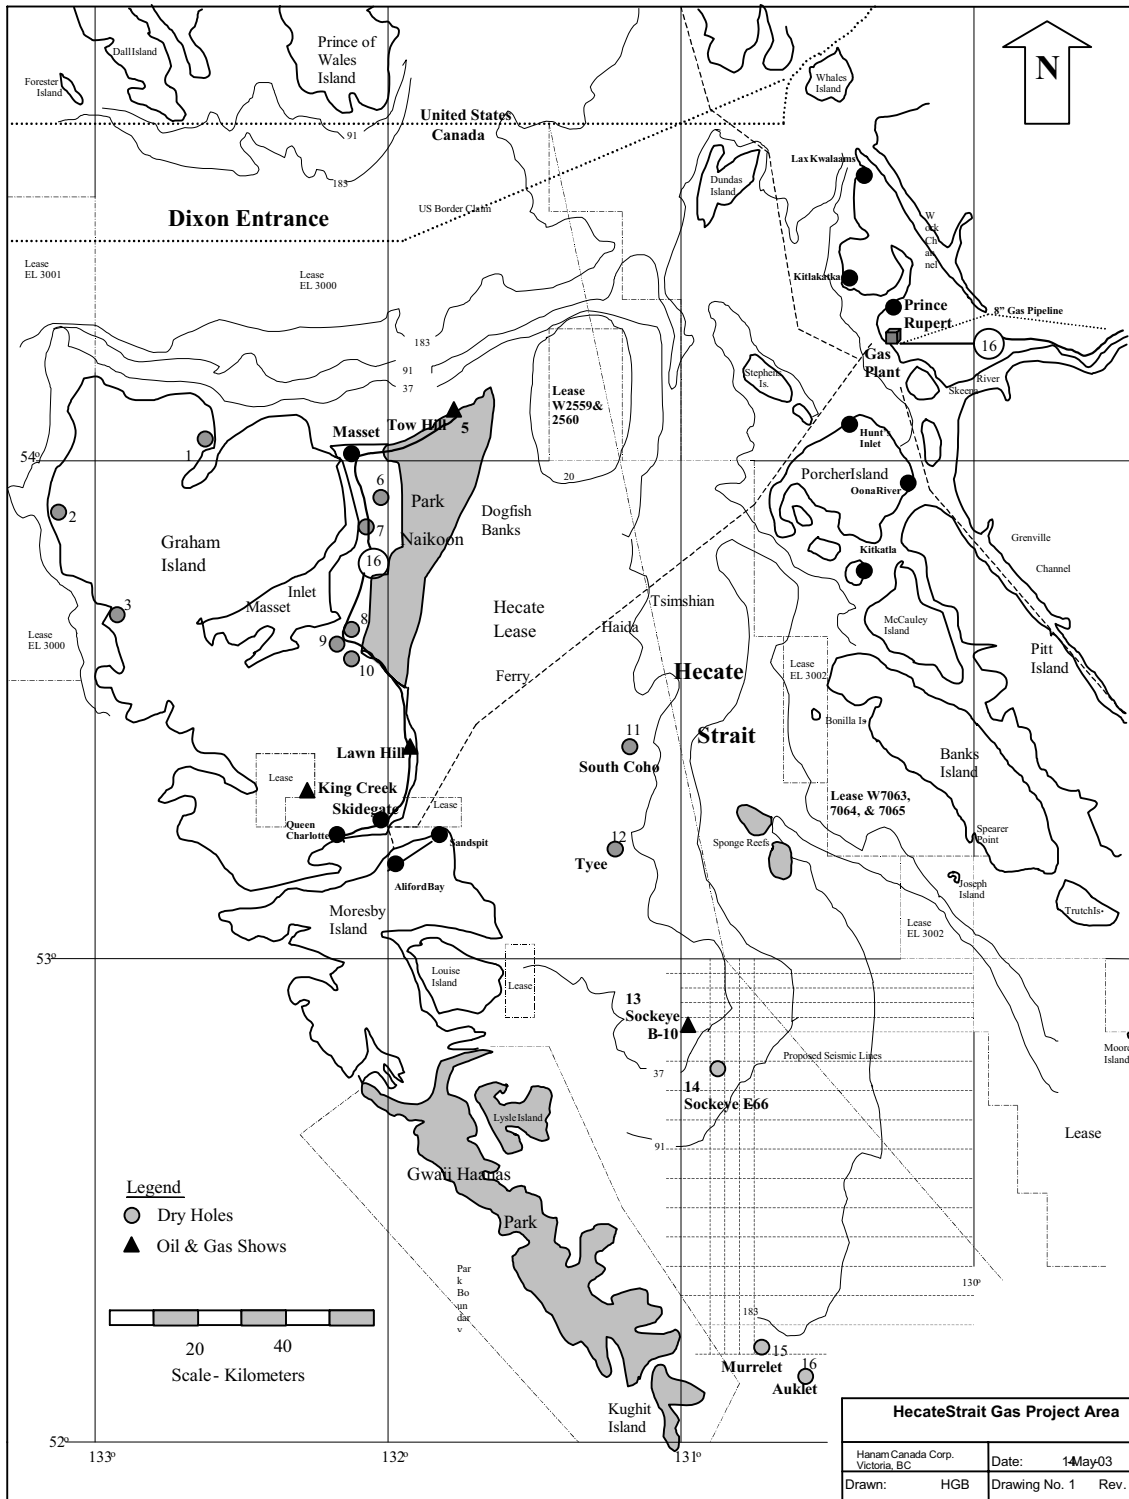 Prince of
Wales
Island
Dall Island
Forester
Island
Whales
Island
N
United States
Canada
91
183
Lax Kwalaams
Dundas
Island
Dixon Entrance
US Border Claim
Work Channel
Lease
EL 3001
Lease
EL 3000
Kitlakatka
Prince
Rupert
8" Gas Pipeline
16
Gas
Plant
183
91
37
Stephens
Is.
River
Skeena
Lease
W2559&
2560
Tow Hill
5
Masset
1
Hunt's
Inlet
54º
20
Porcher Island
Oona River
6
Park
Dogfish
Banks
2
7
Naikoon
Graham
Island
Grenville
Channel
16
Kitkatla
Inlet
Masset
Hecate
Lease
Tsimshian
Haida
3
8
9
10
McCauley
Island
Lease
EL 3000
Pitt
Island
Ferry
Hecate
Lease
EL 3002
Bonilla Is.
11
Strait
South Coho
Lawn Hill
Banks
Island
Lease
King Creek
Skidegate
Lease
Lease W7063,
7064, & 7065
Queen
Charlotte
Sandspit
12
Tyee
Sponge Reefs
Spearer
Point
Aliford Bay
Joseph
Island
Trutch Is.
Moresby
Island
Lease
EL 3002
53º
Louise
Island
Lease
13
Sockeye
B-10
Proposed Seismic Lines
Moore
Island
37
14
Sockeye E66
Lysle Island
91
Lease
Gwaii Haanas
Park
Legend
Dry Holes
Oil & Gas Shows
Park Boundary
130º
183
20
40
Scale - Kilometers
15
Murrelet
16
Auklet
Kughit
Island
52º
133º
132º
131º
HecateStrait Gas Project Area
Hanam Canada Corp.
Victoria, BC
Date: 14-May-03
Drawn: HGB
Drawing No. 1 Rev.